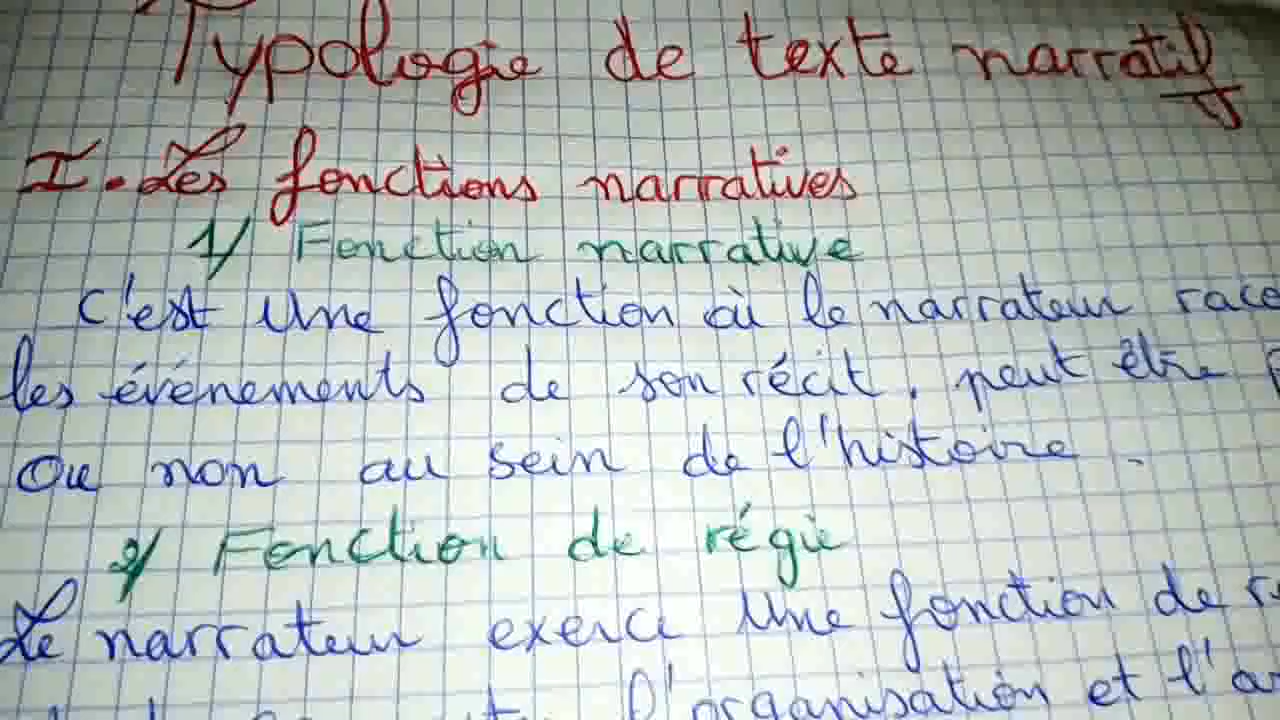 Typologie de texte narratif
I. Les fonctions narratives
1/ Fonction narrative
C'est une fonction où le narrateur
les événements de son récit, peut être
ou non au sein de l'histoire.
2/ Fonction de régie
Le narrateur exerce une fonction de
l'organisation et